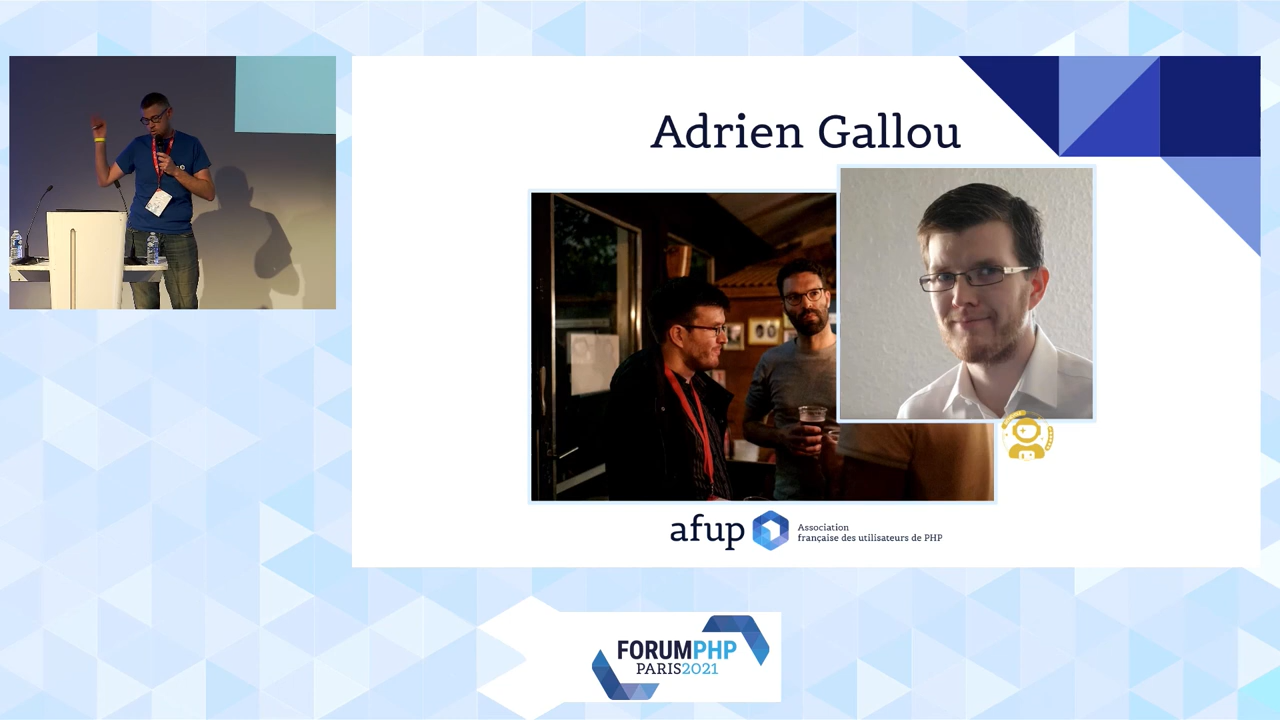 Adrien Gallou
afup
Association
française des utilisateurs de PHP
FORUMPHP
PARIS2021